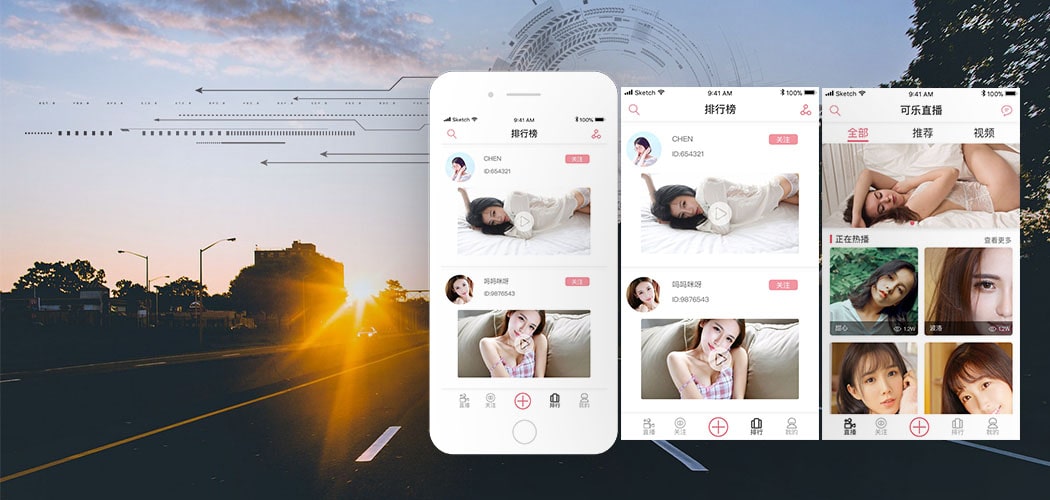 Sketch 9:41 AM 100%
排行榜
CHEN
ID:654321
关注
妈妈咪呀
ID:9876543
关注
直播 关注 排行 我的
Sketch 9:41 AM 100%
排行榜
CHEN
ID:654321
关注
妈妈咪呀
ID:9876543
关注
直播 关注 排行 我的
Sketch 9:41 AM 100%
可乐直播
全部 推荐 视频
正在热播 查看更多
甜心 1.2W
1.2W
直播 关注 排行 我的